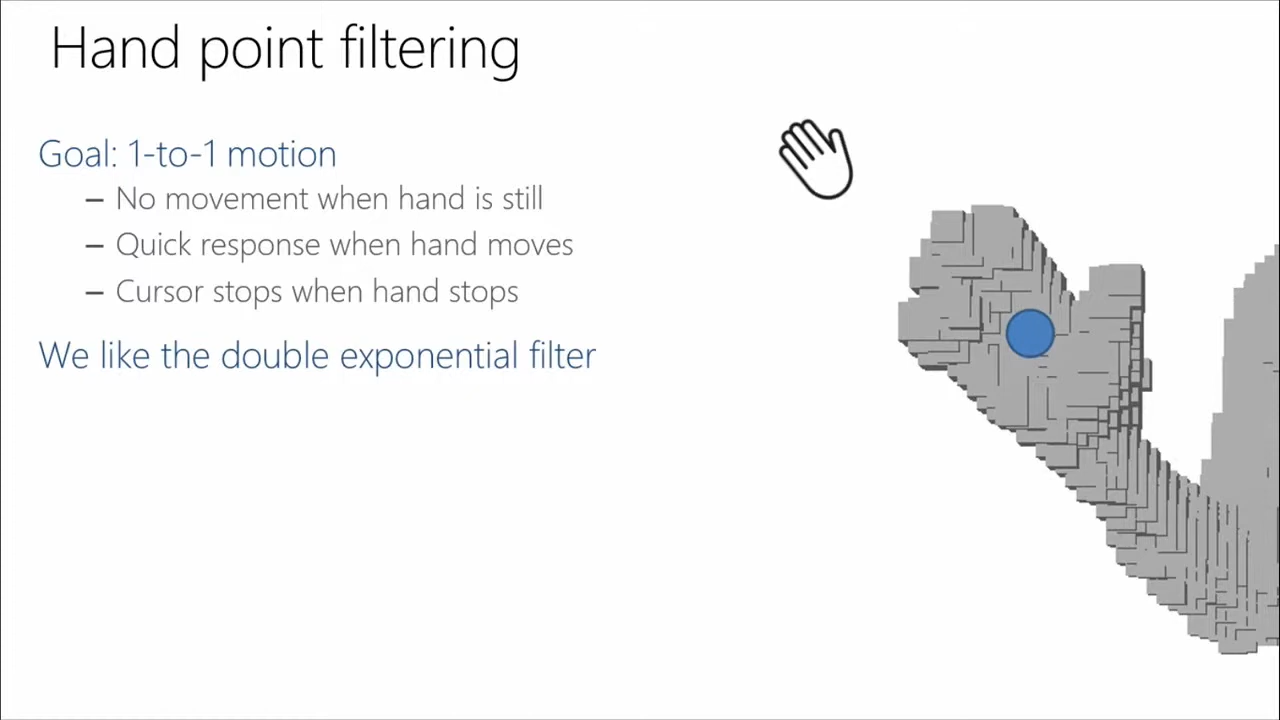 Hand point filtering
Goal: 1-to-1 motion
– No movement when hand is still
– Quick response when hand moves
– Cursor stops when hand stops
We like the double exponential filter